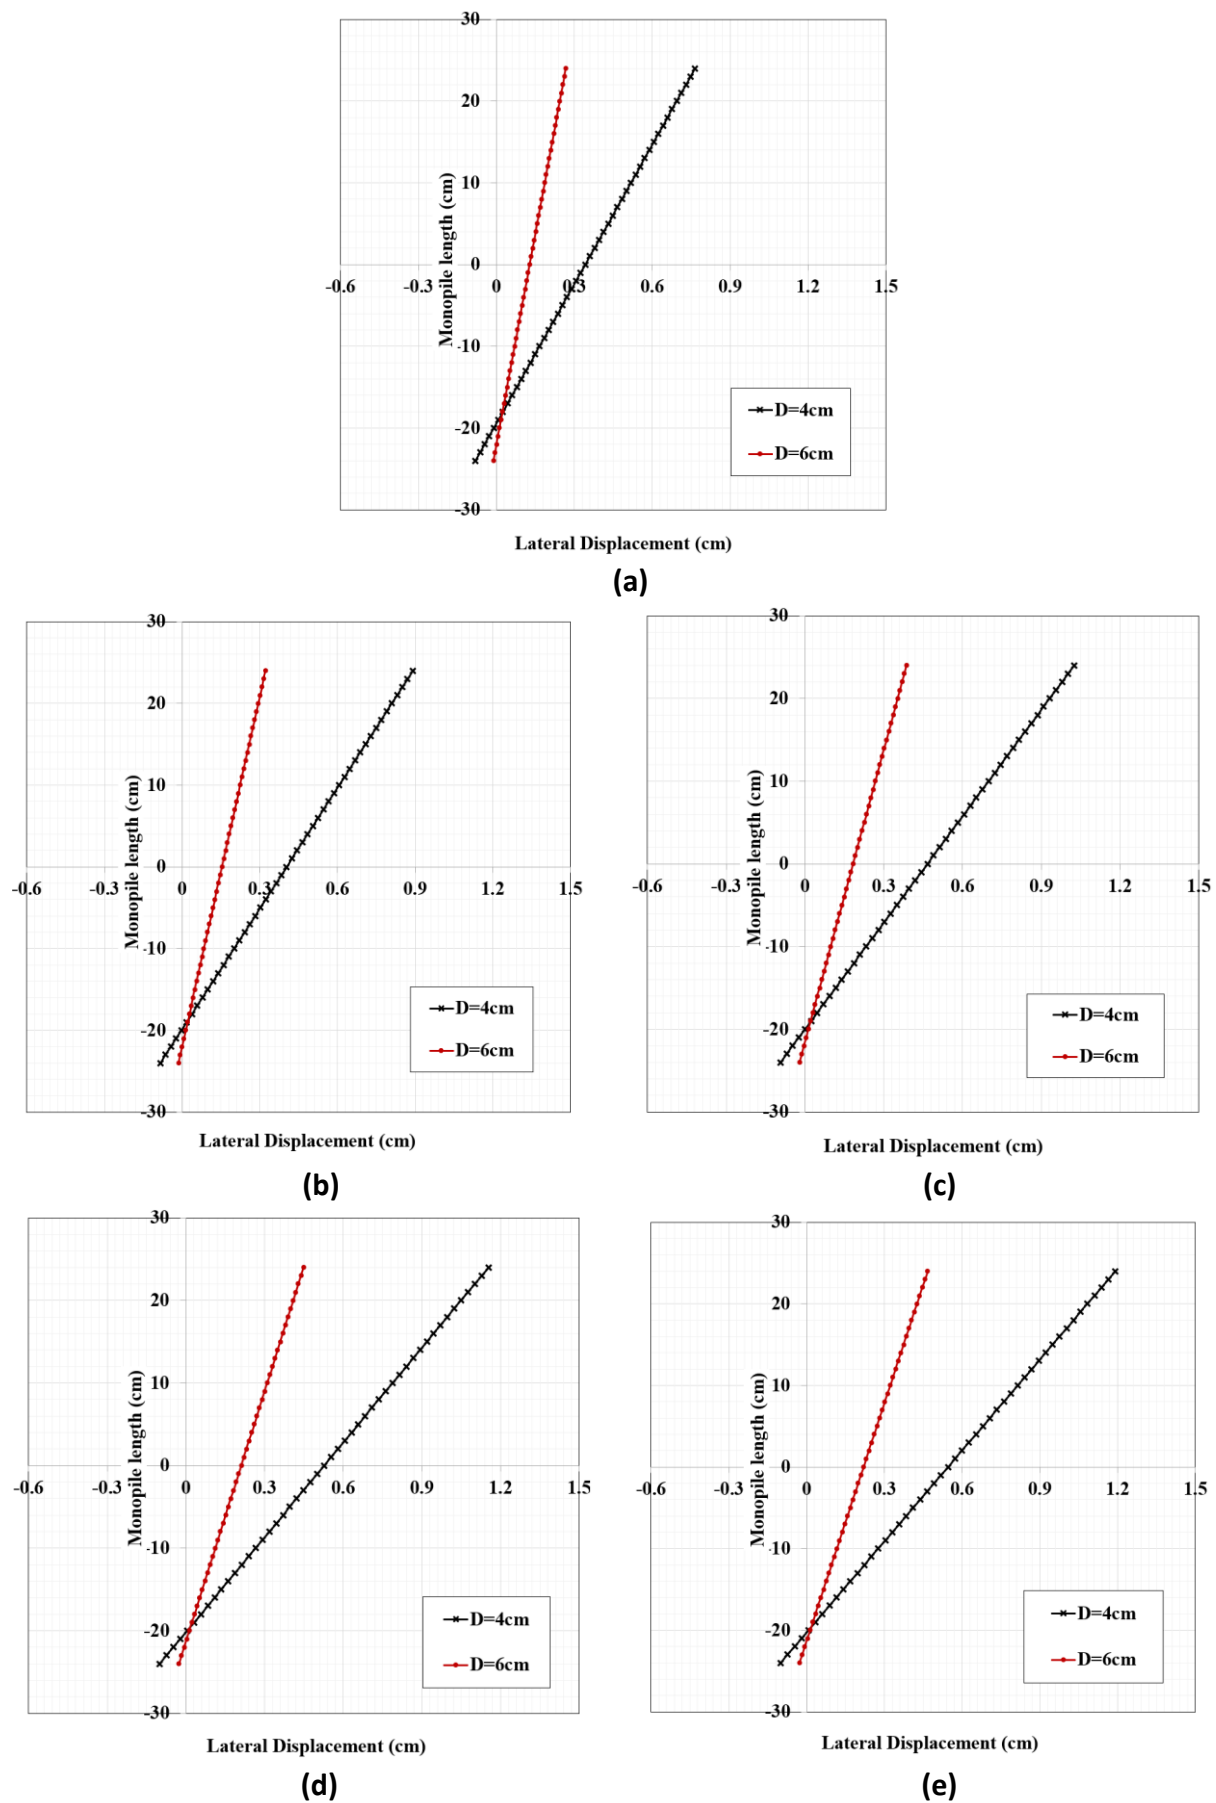 30
20
10
0
-0.6 -0.3 0 0.3 0.6 0.9 1.2 1.5
-10
-20
-30
Monopile length (cm)
D=4cm
D=6cm
Lateral Displacement (cm)
(a)
30
20
10
0
-0.6 -0.3 0 0.3 0.6 0.9 1.2 1.5
-10
-20
-30
Monopile length (cm)
D=4cm
D=6cm
Lateral Displacement (cm)
(b)
30
20
10
0
-0.6 -0.3 0 0.3 0.6 0.9 1.2 1.5
-10
-20
-30
Monopile length (cm)
D=4cm
D=6cm
Lateral Displacement (cm)
(c)
30
20
10
0
-0.6 -0.3 0 0.3 0.6 0.9 1.2 1.5
-10
-20
-30
Monopile length (cm)
D=4cm
D=6cm
Lateral Displacement (cm)
(d)
30
20
10
0
-0.6 -0.3 0 0.3 0.6 0.9 1.2 1.5
-10
-20
-30
Monopile length (cm)
D=4cm
D=6cm
Lateral Displacement (cm)
(e)